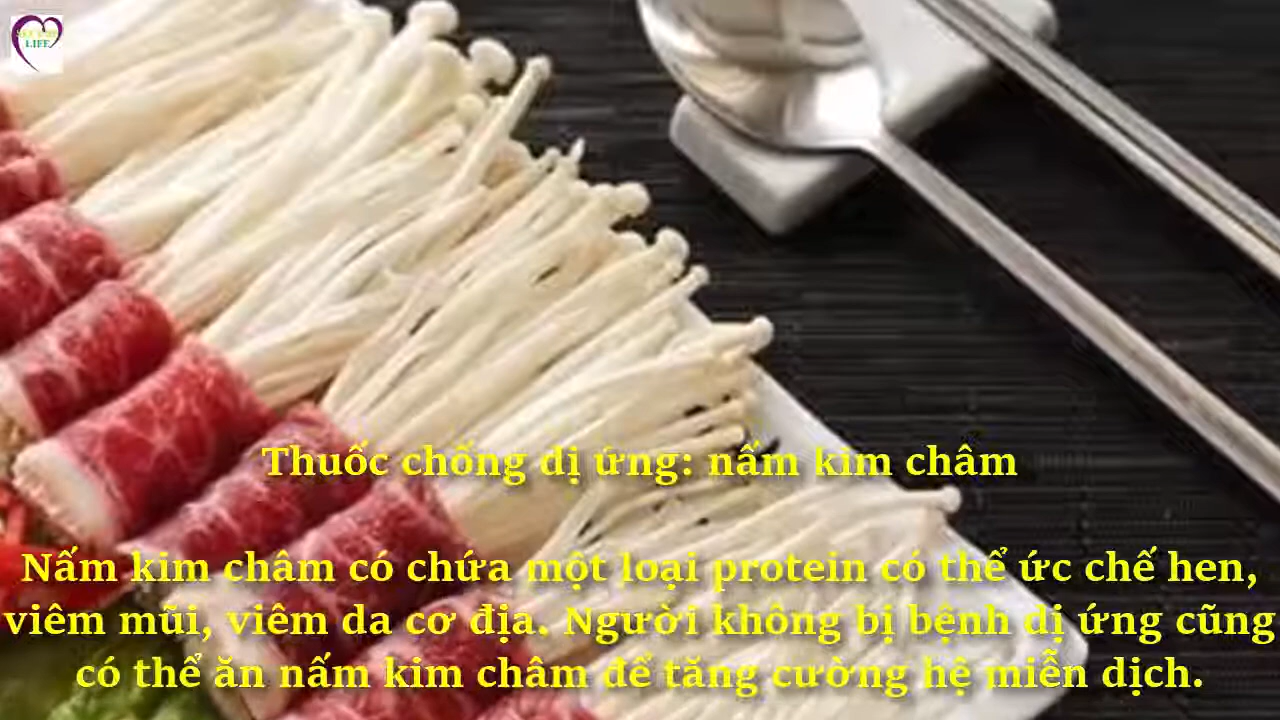 LIFE
Thuốc chống dị ứng: nấm kim châm
Nấm kim châm có chứa một loại protein có thể ức chế hen,
viêm mũi, viêm da cơ địa. Người không bị bệnh dị ứng cũng
có thể ăn nấm kim châm để tăng cường hệ miễn dịch.